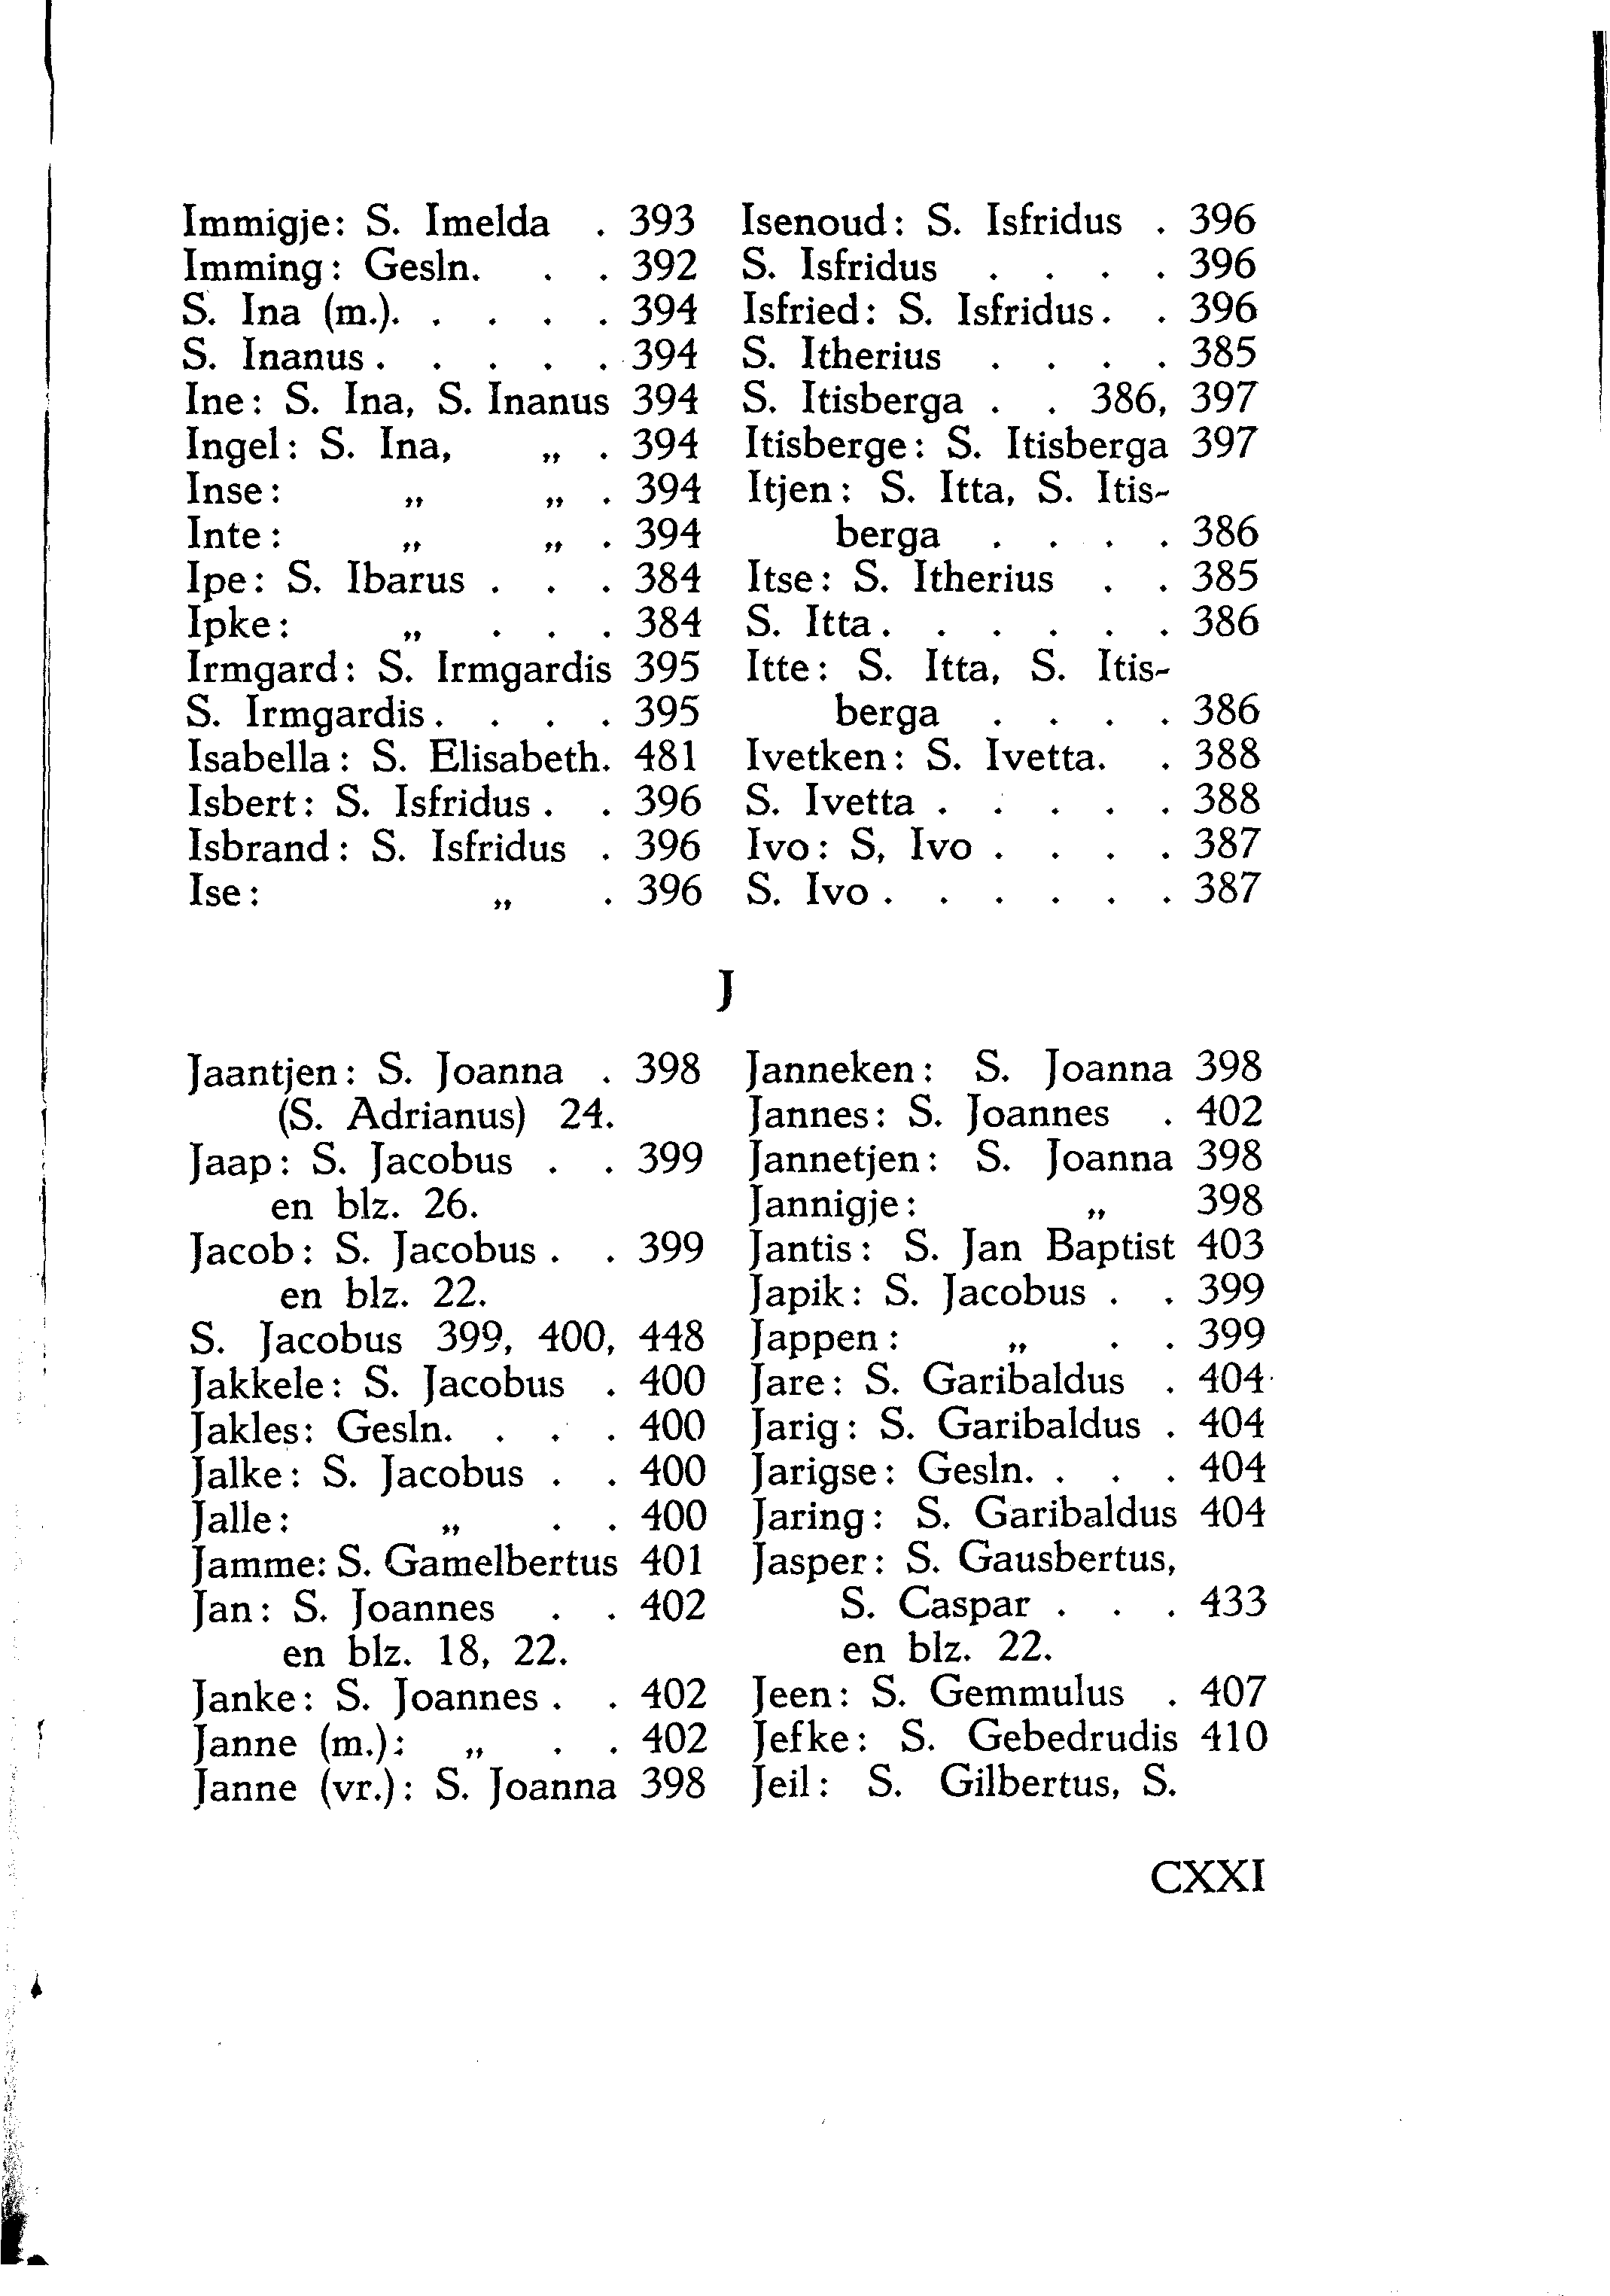 Immigje: S. Imelda . 393
Imming: Gesln. . . 392
S. Ina (m.). . . . . 394
S. Inanus . . . . . 394
Ine: S. Ina, S. Inanus 394
Ingel: S. Ina, „ . 394
Inse: „ „ . 394
Inte: „ „ . 394
Ipe: S. Ibarus . . . 384
Ipke: „ . . . 384
Irmgard: S. Irmgardis 395
S. Irmgardis . . . . 395
Isabella: S. Elisabeth. 481
Isbert: S. Isfridus . . 396
Isbrand: S. Isfridus . 396
Ise: „ . 396
Isenoud: S. Isfridus . 396
S. Isfridus . . . . 396
Isfried: S. Isfridus. . 396
S. Itherius . . . . 385
S. Itisberga . . 386, 397
Itisberge: S. Itisberga 397
Itjen: S. Itta, S. Itis-
berga . . . . 386
Itse: S. Itherius . . 385
S. Itta. . . . . . 386
Itte: S. Itta, S. Itis-
berga . . . . 386
Ivetken: S. Ivetta. . 388
S. Ivetta . . . . . 388
Ivo: S, Ivo . . . . 387
S. Ivo . . . . . . 387
J
Jaantjen: S. Joanna . 398
(S. Adrianus) 24.
Jaap: S. Jacobus . . 399
en blz. 26.
Jacob: S. Jacobus . . 399
en blz. 22.
S. Jacobus 399, 400, 448
Jakkele: S. Jacobus . 400
Jakles: Gesln. . . . 400
Jalke: S. Jacobus . . 400
Jalle: „ . . 400
Jamme: S. Gamelbertus 401
Jan: S. Joannes . . 402
en blz. 18, 22.
Janke: S. Joannes . . 402
Janne (m.): „ . . 402
Janne (vr.): S. Joanna 398
Janneken: S. Joanna 398
Jannes: S. Joannes . 402
Jannetjen: S. Joanna 398
Jannigje: „ 398
Jantis: S. Jan Baptist 403
Japik: S. Jacobus . . 399
Jappen: „ . . 399
Jare: S. Garibaldus . 404
Jarig: S. Garibaldus . 404
Jarigse: Gesln. . . . 404
Jaring: S. Garibaldus 404
Jasper: S. Gausbertus,
S. Caspar . . . 433
en blz. 22.
Jeen: S. Gemmulus . 407
Jefke: S. Gebedrudis 410
Jeil: S. Gilbertus, S.
CXXI